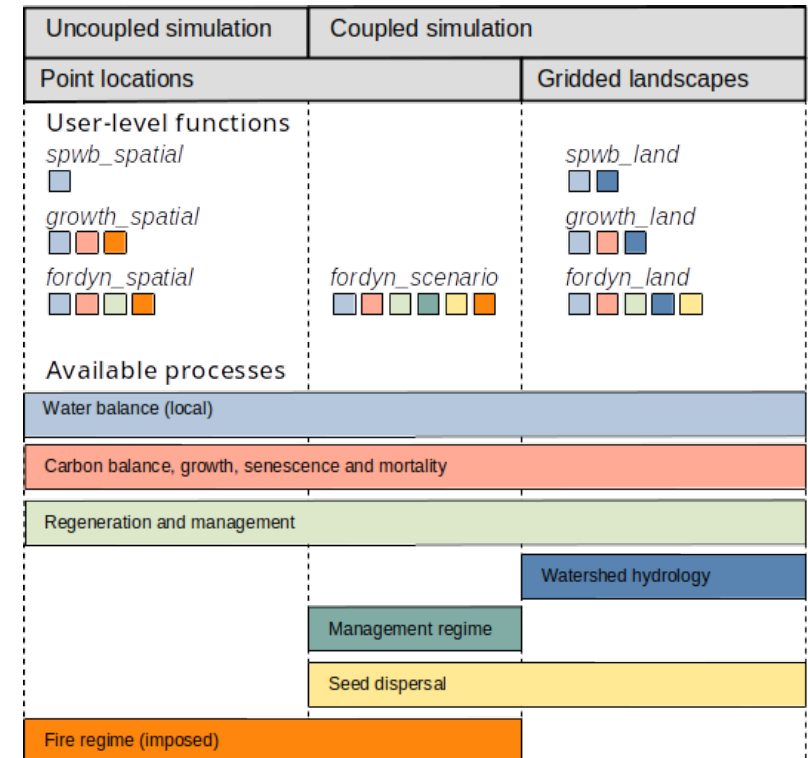 Uncoupled simulation
Coupled simulation
Point locations
Gridded landscapes
User-level functions
spwb_spatial
spwb_land
growth_spatial
growth_land
fordyn_spatial
fordyn_scenario
fordyn_land
Available processes
Water balance (local)
Carbon balance, growth, senescence and mortality
Regeneration and management
Watershed hydrology
Management regime
Seed dispersal
Fire regime (imposed)